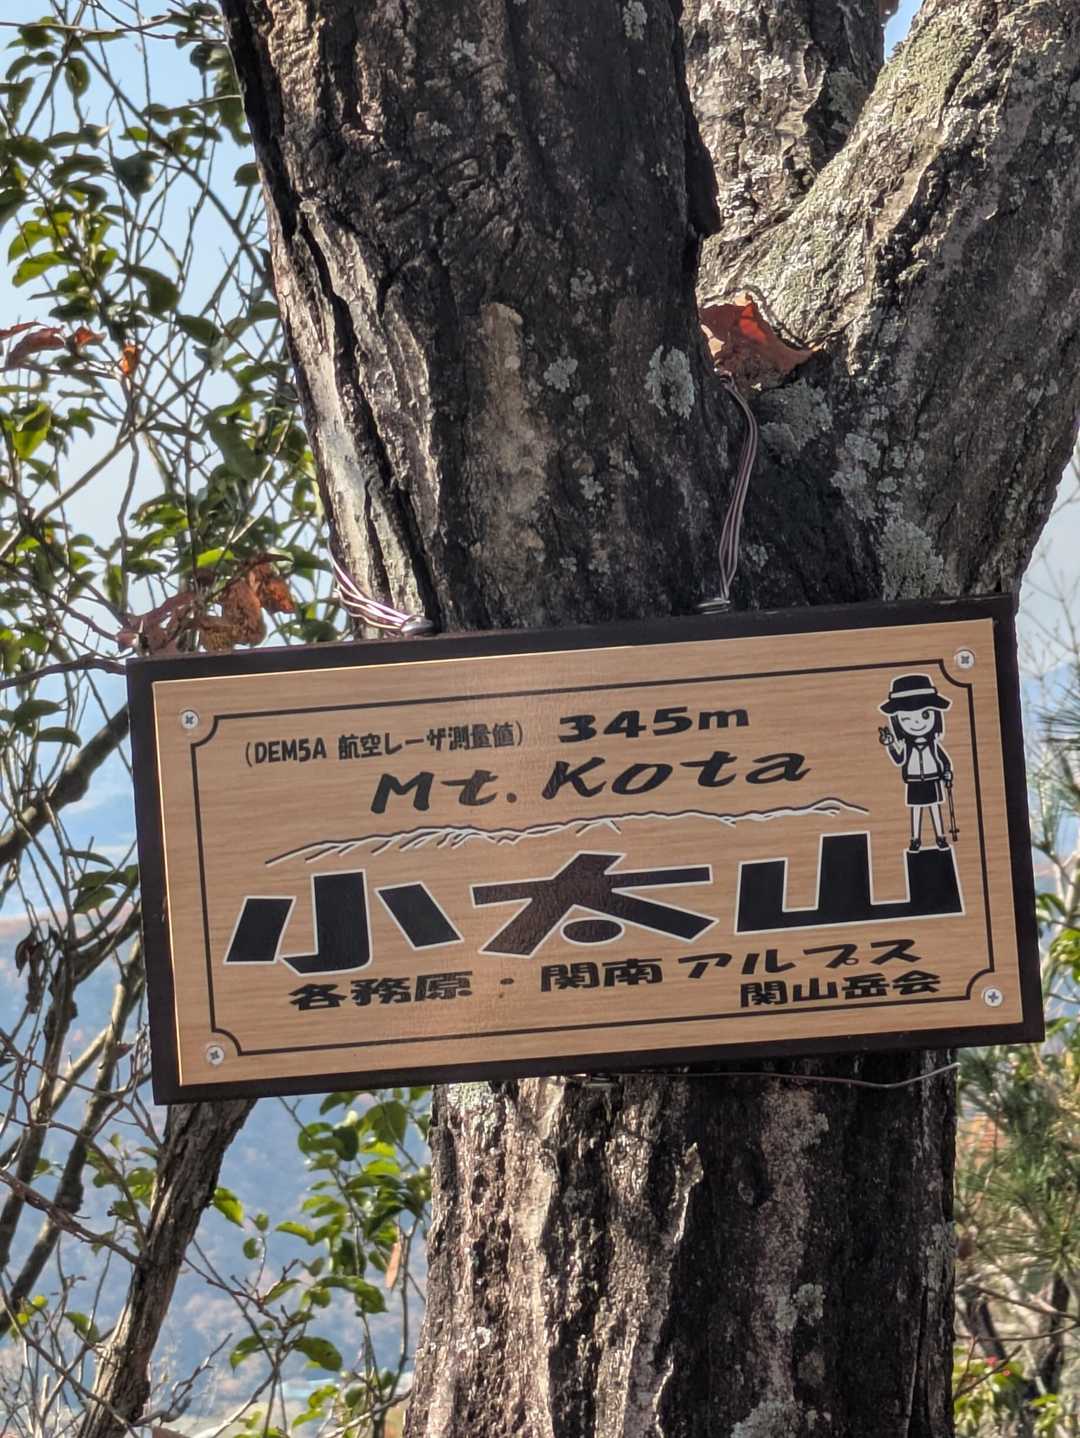 (DEM5A 航空レーザ測量値) 345m
Mt. Kota
小太山
各務原・関南アルプス
関山岳会